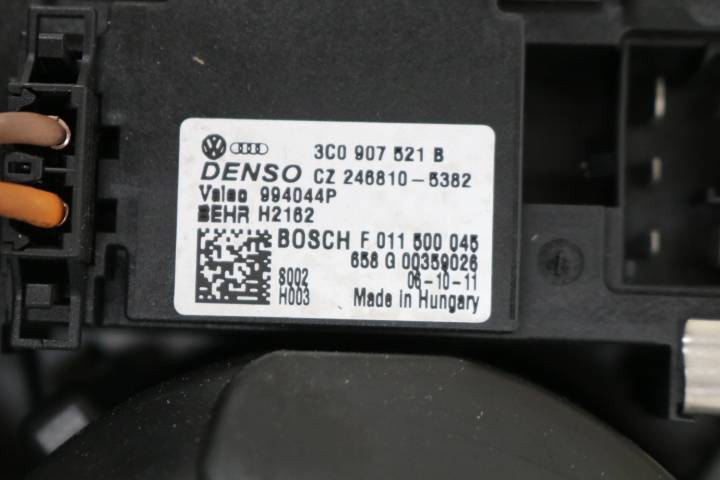 3C0 907 521 B
DENSO CZ 246810-5382
Valeo 994044P
BEHR H2162
BOSCH F 011 500 045
658 G 00359026
S002 06-10-11
H003 Made in Hungary